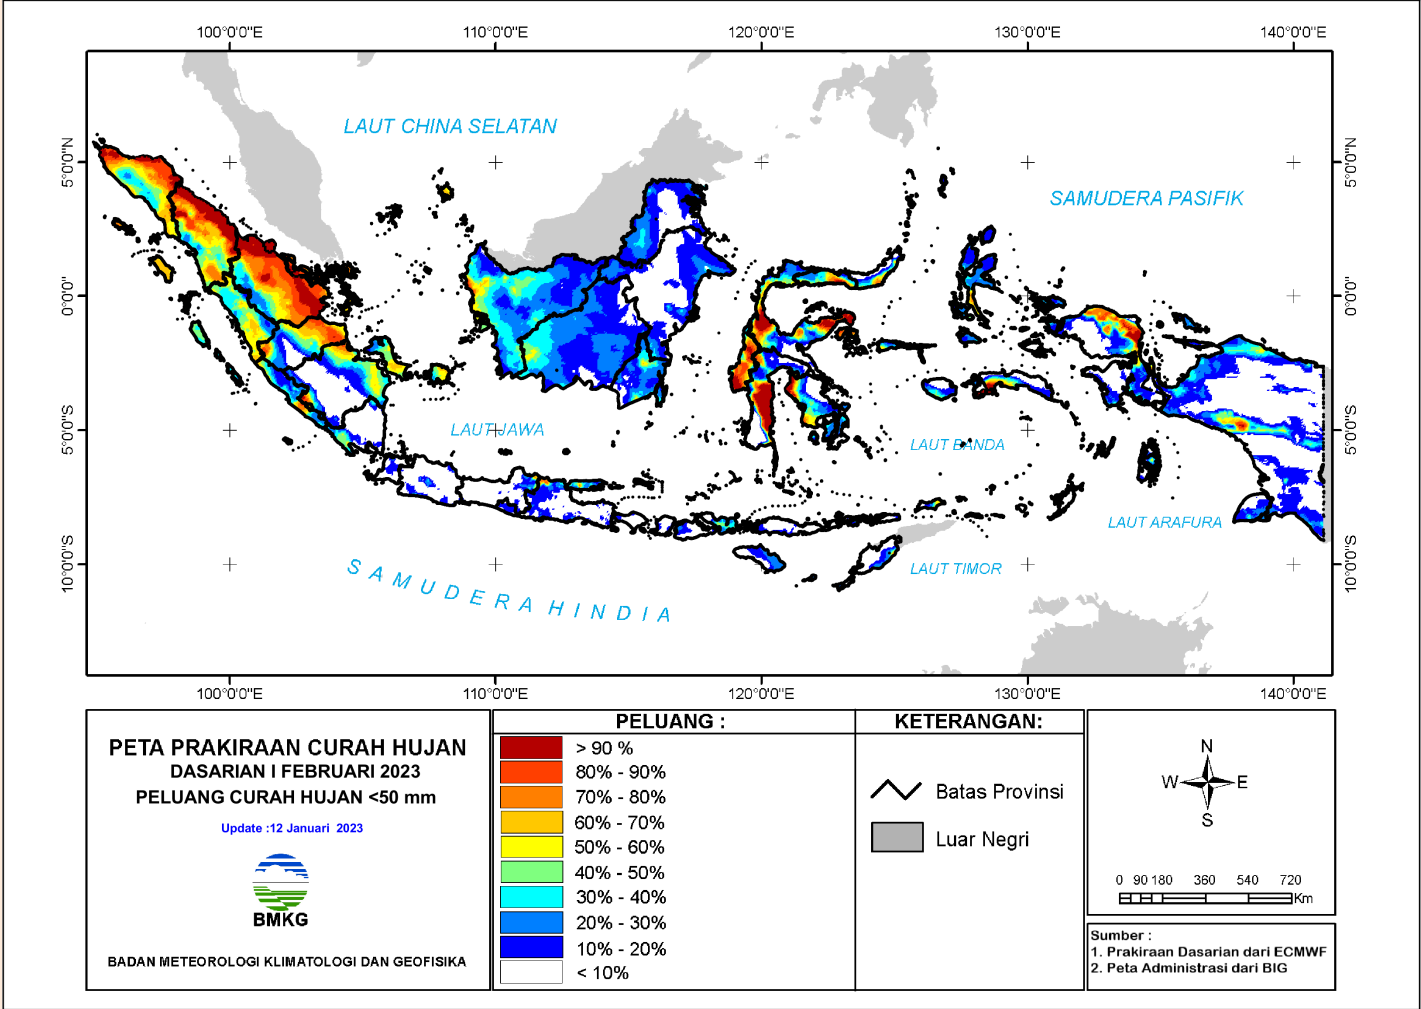 100°0'0"E 110°0'0"E 120°0'0"E 130°0'0"E 140°0'0"E
5°0'0"N
0°0'0"
5°0'0"S
10°0'0"S
LAUT CHINA SELATAN
SAMUDERA PASIFIK
LAUT JAWA
LAUT BANDA
LAUT ARAFURA
LAUT TIMOR
SAMUDERA HINDIA
5°0'0"N
0°0'0"
5°0'0"S
10°0'0"S
100°0'0"E 110°0'0"E 120°0'0"E 130°0'0"E 140°0'0"E
PETA PRAKIRAAN CURAH HUJAN
DASARIAN I FEBRUARI 2023
PELUANG CURAH HUJAN <50 mm
Update :12 Januari 2023
BMKG
BADAN METEOROLOGI KLIMATOLOGI DAN GEOFISIKA
PELUANG :
> 90 %
80% - 90%
70% - 80%
60% - 70%
50% - 60%
40% - 50%
30% - 40%
20% - 30%
10% - 20%
< 10%
KETERANGAN:
Batas Provinsi
Luar Negri
N
W E
S
0 90 180 360 540 720
Km
Sumber :
1. Prakiraan Dasarian dari ECMWF
2. Peta Administrasi dari BIG